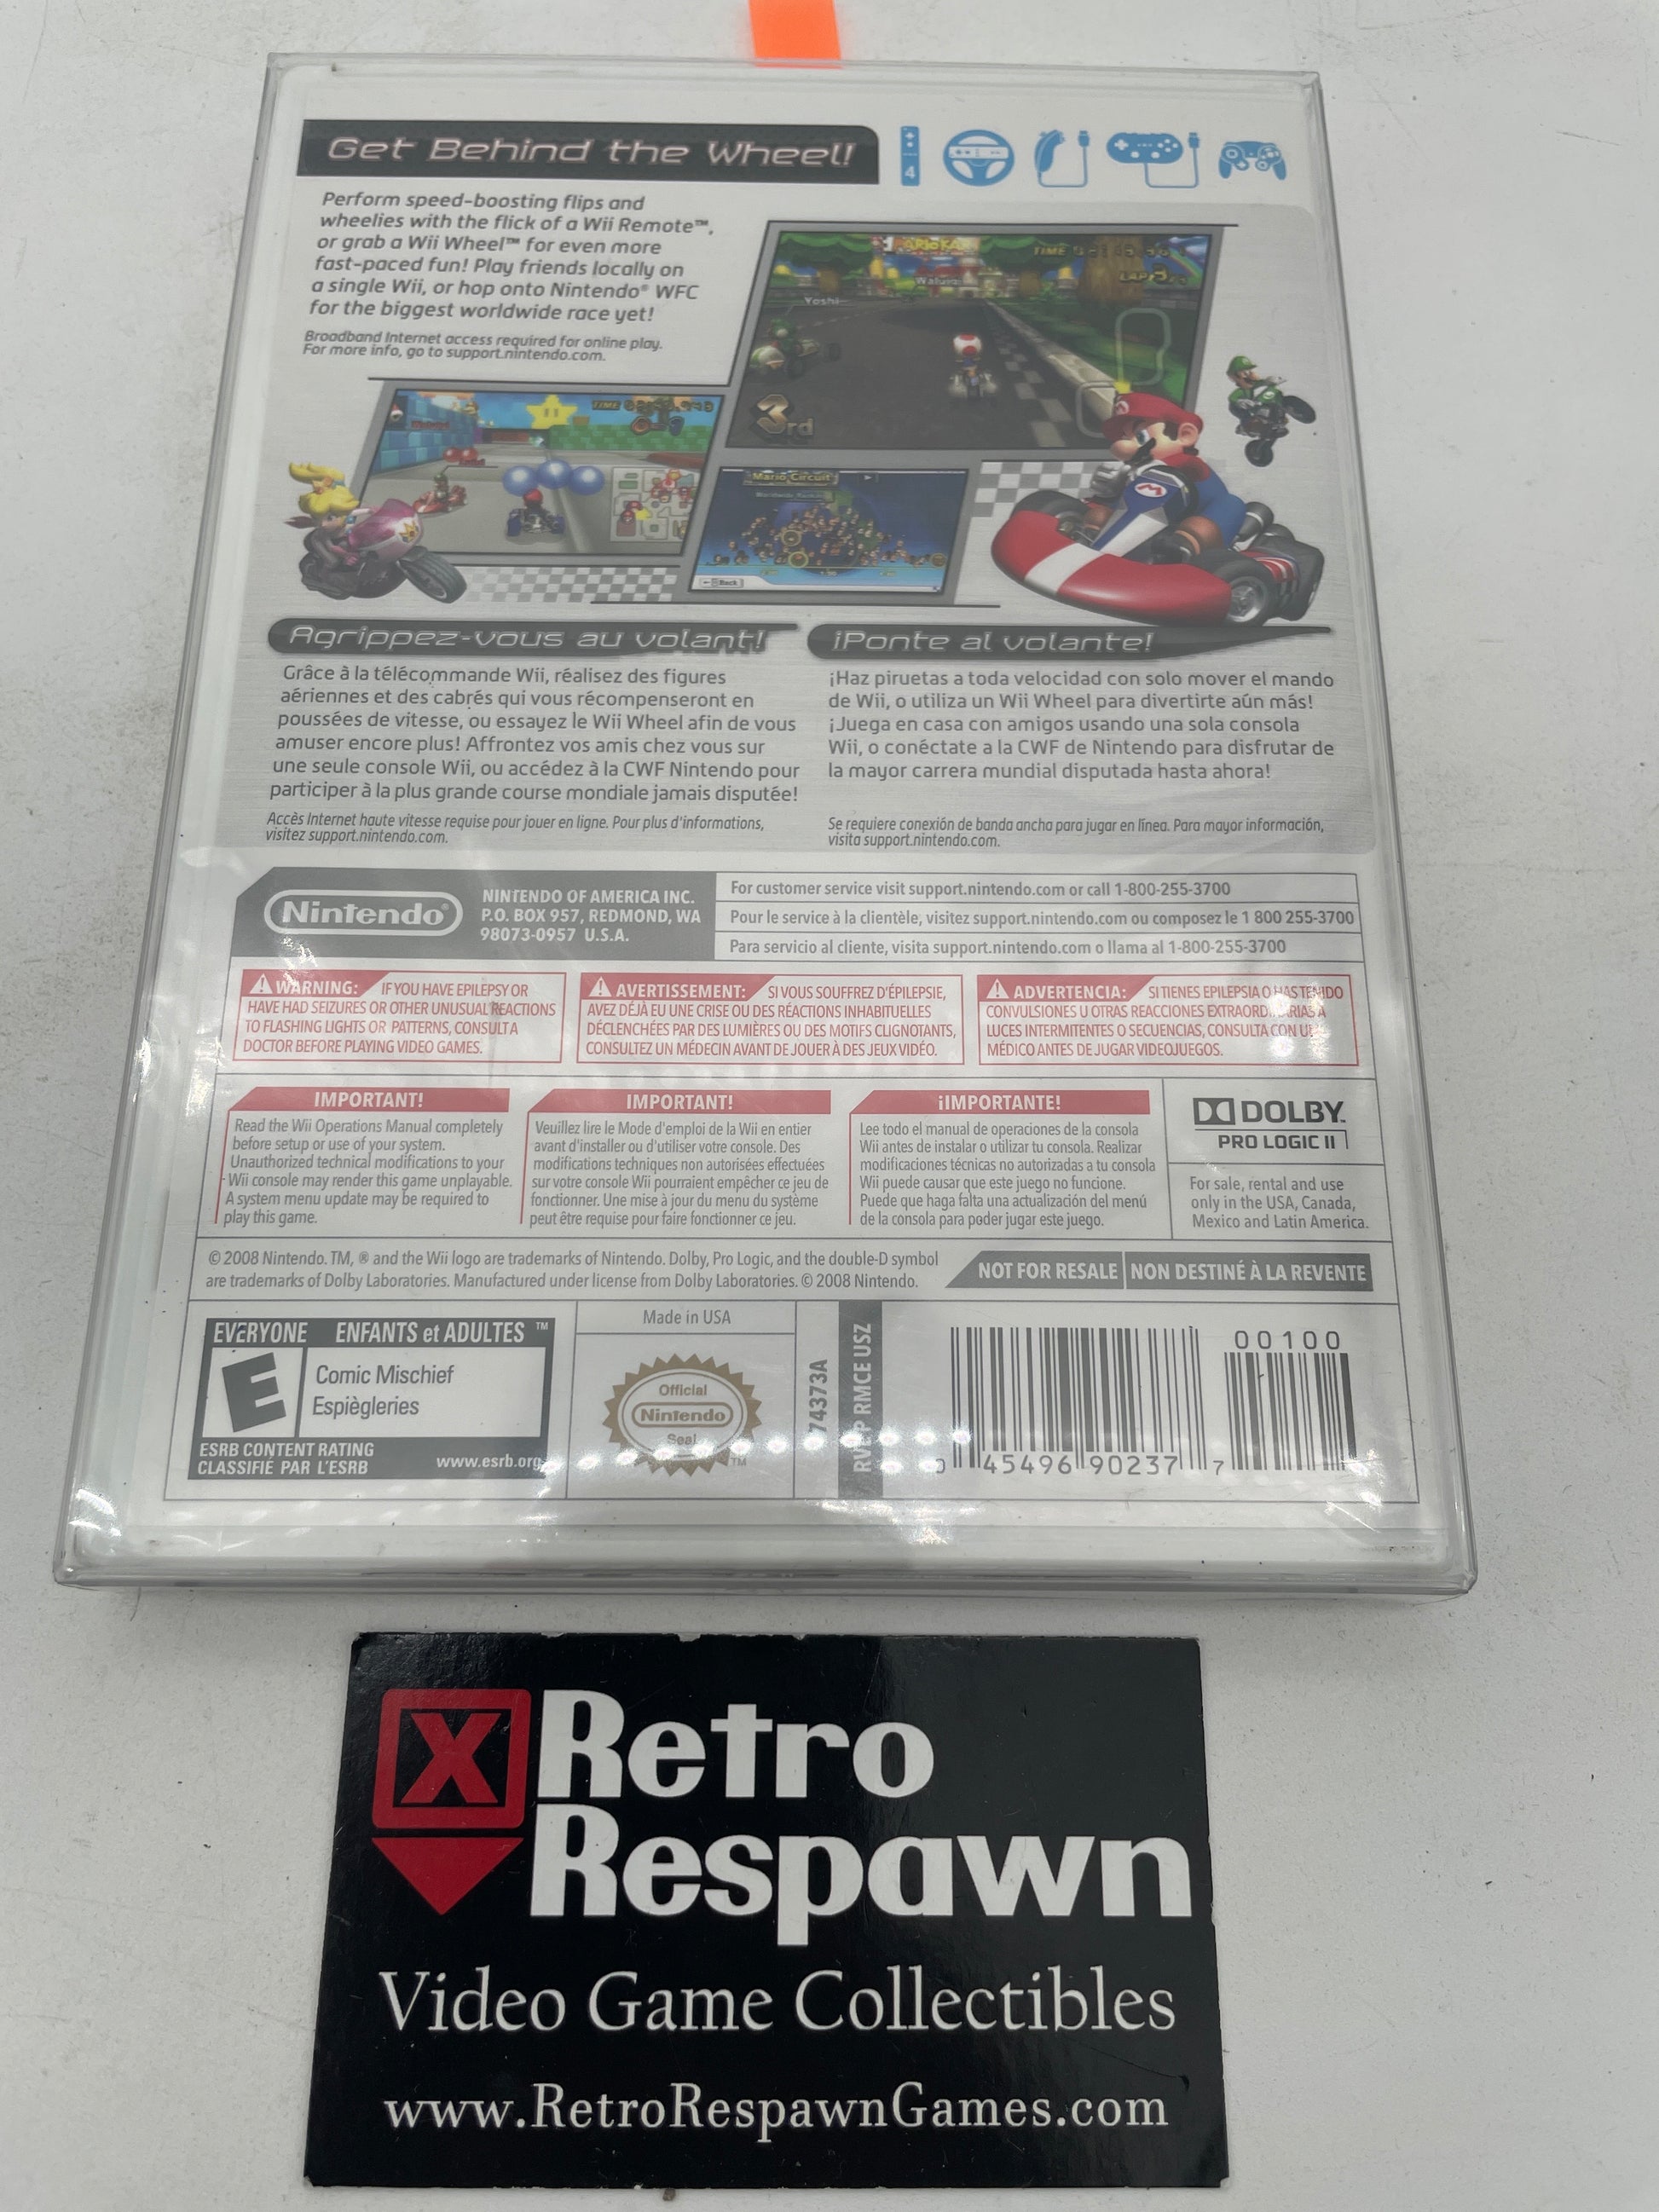 Get Behind the Wheel!
4
Perform speed-boosting flips and
wheelies with the flick of a Wii Remote™,
or grab a Wii Wheel™ for even more
fast-paced fun! Play friends locally on
a single Wii, or hop onto Nintendo® WFC
for the biggest worldwide race yet!
Broadband Internet access required for online play.
For more info, go to support.nintendo.com.
TIME
Yoshi
3rd
TIME
Mario Circuit
Back
Agrippez-vous au volant!
Grâce à la télécommande Wii, réalisez des figures
aériennes et des cabrés qui vous récompenseront en
poussées de vitesse, ou essayez le Wii Wheel afin de vous
amuser encore plus! Affrontez vos amis chez vous sur
une seule console Wii, ou accédez à la CWF Nintendo pour
participer à la plus grande course mondiale jamais disputée!
Accès Internet haute vitesse requise pour jouer en ligne. Pour plus d'informations,
visitez support.nintendo.com.
¡Ponte al volante!
¡Haz piruetas a toda velocidad con solo mover el mando
de Wii, o utiliza un Wii Wheel para divertirte aún más!
¡Juega en casa con amigos usando una sola consola
Wii, o conéctate a la CWF de Nintendo para disfrutar de
la mayor carrera mundial disputada hasta ahora!
Se requiere conexión de banda ancha para jugar en línea. Para mayor información,
visita support.nintendo.com.
Nintendo®
NINTENDO OF AMERICA INC.
P.O. BOX 957, REDMOND, WA
98073-0957 U.S.A.
For customer service visit support.nintendo.com or call 1-800-255-3700
Pour le service à la clientèle, visitez support.nintendo.com ou composez le 1 800 255-3700
Para servicio al cliente, visita support.nintendo.com o llama al 1-800-255-3700
WARNING: IF YOU HAVE EPILEPSY OR
HAVE HAD SEIZURES OR OTHER UNUSUAL REACTIONS
TO FLASHING LIGHTS OR PATTERNS, CONSULT A
DOCTOR BEFORE PLAYING VIDEO GAMES.
AVERTISSEMENT: SI VOUS SOUFFREZ D'ÉPILEPSIE,
AVEZ DÉJÀ EU UNE CRISE OU DES RÉACTIONS INHABITUELLES
DÉCLENCHÉES PAR DES LUMIÈRES OU DES MOTIFS CLIGNOTANTS,
CONSULTEZ UN MÉDECIN AVANT DE JOUER À DES JEUX VIDÉO.
ADVERTENCIA: SI TIENES EPILEPSIA O HAS TENIDO
CONVULSIONES U OTRAS REACCIONES EXTRAORDINARIAS A
LUCES INTERMITENTES O SECUENCIAS, CONSULTA CON UN
MÉDICO ANTES DE JUGAR VIDEOJUEGOS.
IMPORTANT!
Read the Wii Operations Manual completely
before setup or use of your system.
Unauthorized technical modifications to your
Wii console may render this game unplayable.
A system menu update may be required to
play this game.
IMPORTANT!
Veuillez lire le Mode d'emploi de la Wii en entier
avant d'installer ou d'utiliser votre console. Des
modifications techniques non autorisées effectuées
sur votre console Wii pourraient empêcher ce jeu de
fonctionner. Une mise à jour du menu du système
peut être requise pour faire fonctionner ce jeu.
¡IMPORTANTE!
Lee todo el manual de operaciones de la consola
Wii antes de instalar o utilizar tu consola. Realizar
modificaciones técnicas no autorizadas a tu consola
Wii puede causar que este juego no funcione.
Puede que haga falta una actualización del menú
de la consola para poder jugar este juego.
DOLBY
PRO LOGIC II
For sale, rental and use
only in the USA, Canada,
Mexico and Latin America.
© 2008 Nintendo. TM, ® and the Wii logo are trademarks of Nintendo. Dolby, Pro Logic, and the double-D symbol
are trademarks of Dolby Laboratories. Manufactured under license from Dolby Laboratories. © 2008 Nintendo.
NOT FOR RESALE NON DESTINÉ À LA REVENTE
EVERYONE ENFANTS et ADULTES ™
E
Comic Mischief
Espiègleries
ESRB CONTENT RATING
CLASSIFIÉ PAR L'ESRB
www.esrb.org
Made in USA
Official
Nintendo
Seal
TM
74373A
RMCE USZ
00100
0 45496 90237 7
X
Retro
Respawn
Video Game Collectibles
www.RetroRespawnGames.com